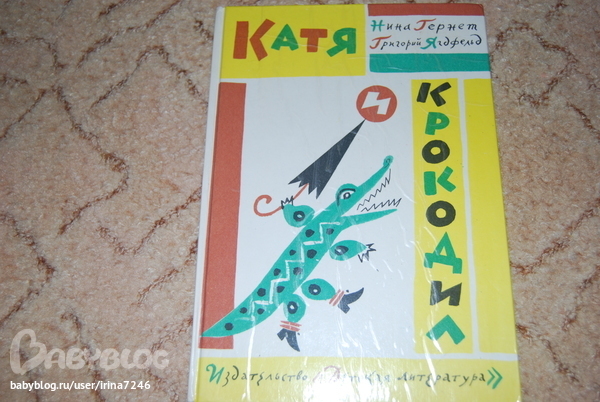 Катя
Нина Гернет
Григорий Ягдфельд
и
крокодил
Издательство «Детская литература»
BABYBLOG
babyblog.ru/user/irina7246